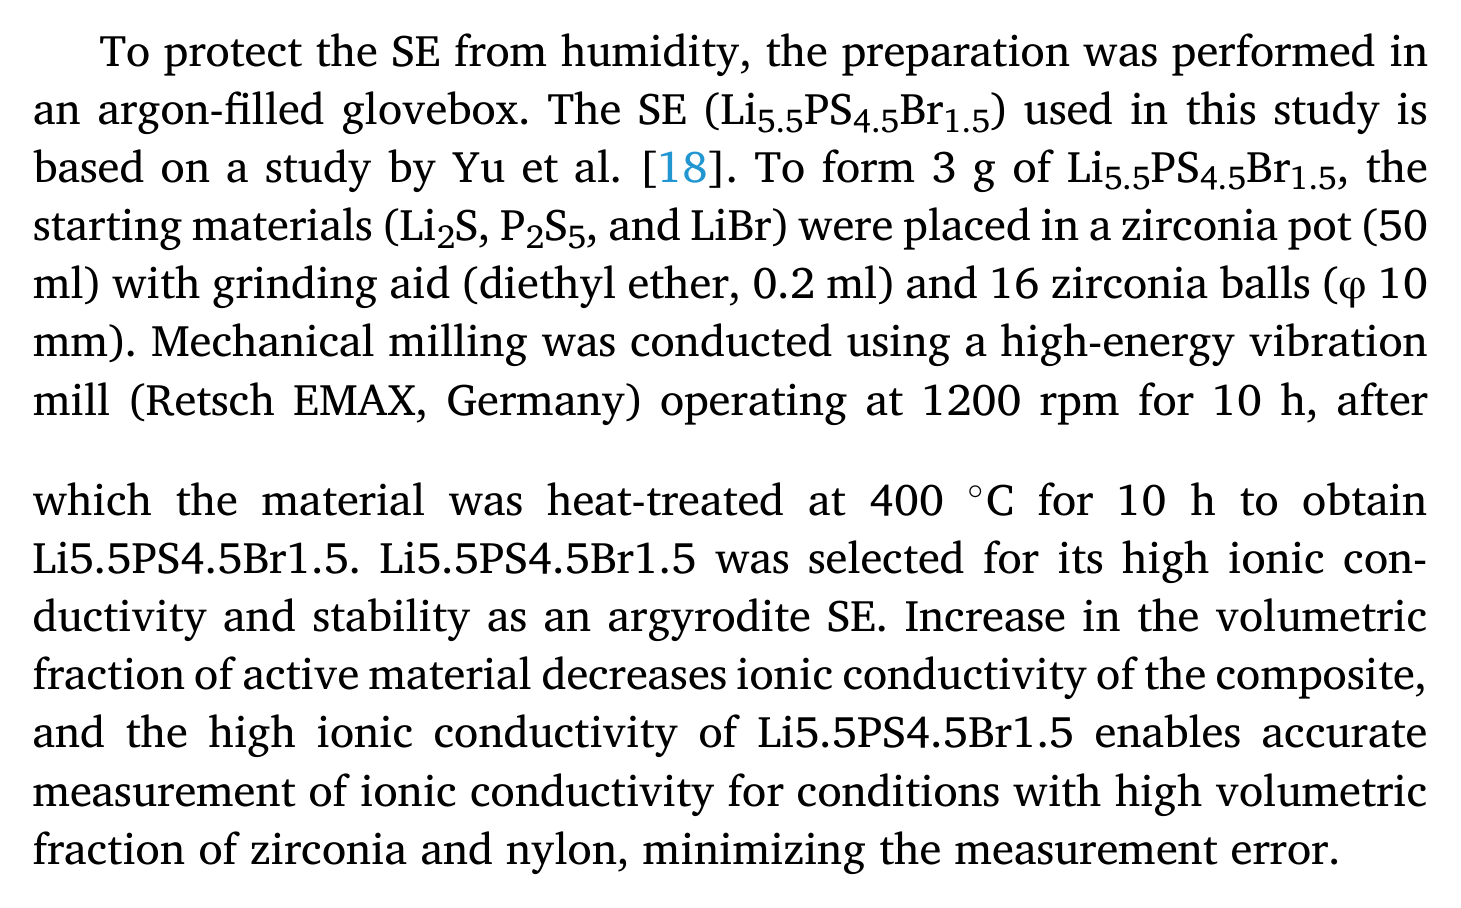 To protect the SE from humidity, the preparation was performed in
an argon-filled glovebox. The SE (Li₅.₅PS₄.₅Br₁.₅) used in this study is
based on a study by Yu et al. [18]. To form 3 g of Li₅.₅PS₄.₅Br₁.₅, the
starting materials (Li₂S, P₂S₅, and LiBr) were placed in a zirconia pot (50
ml) with grinding aid (diethyl ether, 0.2 ml) and 16 zirconia balls (φ 10
mm). Mechanical milling was conducted using a high-energy vibration
mill (Retsch EMAX, Germany) operating at 1200 rpm for 10 h, after
which the material was heat-treated at 400 °C for 10 h to obtain
Li5.5PS4.5Br1.5. Li5.5PS4.5Br1.5 was selected for its high ionic con-
ductivity and stability as an argyrodite SE. Increase in the volumetric
fraction of active material decreases ionic conductivity of the composite,
and the high ionic conductivity of Li5.5PS4.5Br1.5 enables accurate
measurement of ionic conductivity for conditions with high volumetric
fraction of zirconia and nylon, minimizing the measurement error.